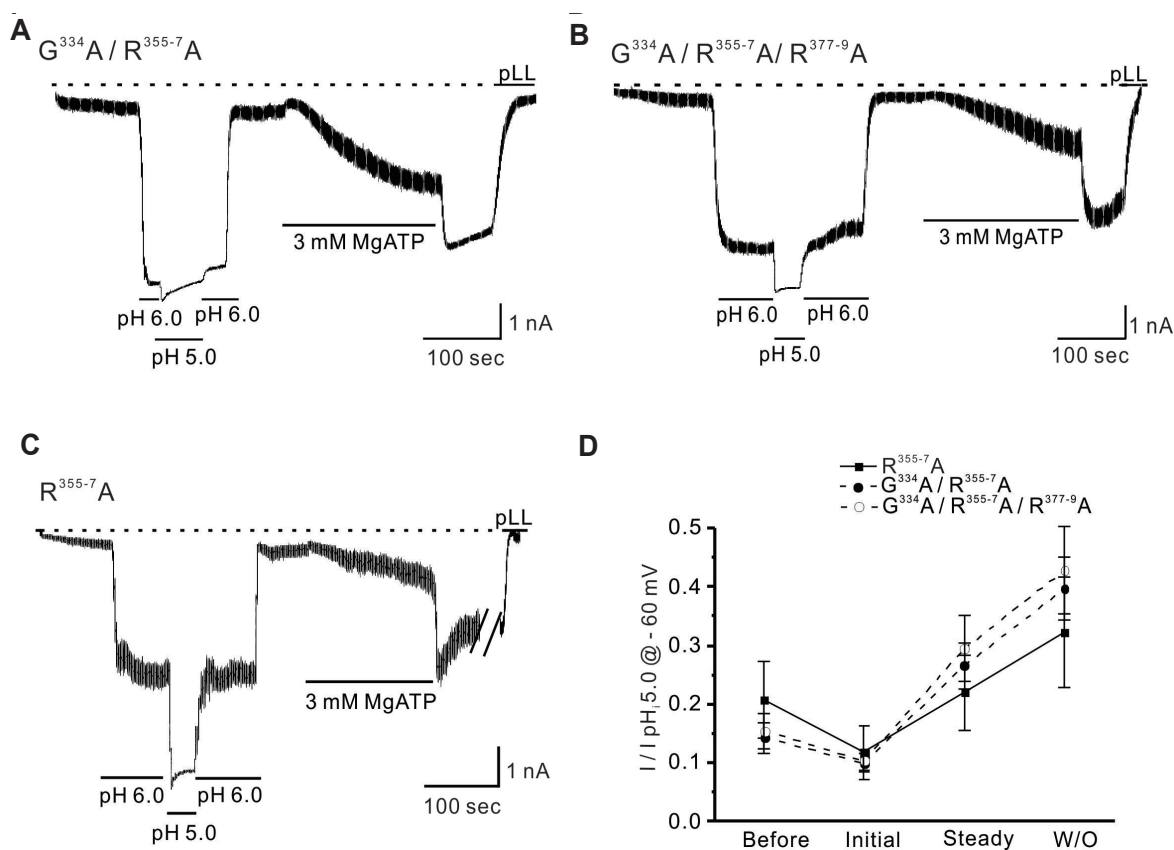 A
G³³⁴A / R³⁵⁵⁻⁷A
pLL
3 mM MgATP
pH 6.0
pH 6.0
pH 5.0
1 nA
100 sec
B
G³³⁴A / R³⁵⁵⁻⁷A/ R³⁷⁷⁻⁹A
pLL
3 mM MgATP
pH 6.0
pH 6.0
pH 5.0
1 nA
100 sec
C
R³⁵⁵⁻⁷A
pLL
3 mM MgATP
pH 6.0
pH 6.0
pH 5.0
1 nA
100 sec
D
R³⁵⁵⁻⁷A
G³³⁴A / R³⁵⁵⁻⁷A
G³³⁴A / R³⁵⁵⁻⁷A / R³⁷⁷⁻⁹A
I / I pHᵢ5.0 @ - 60 mV
0.5
0.4
0.3
0.2
0.1
0.0
Before Initial Steady W/O